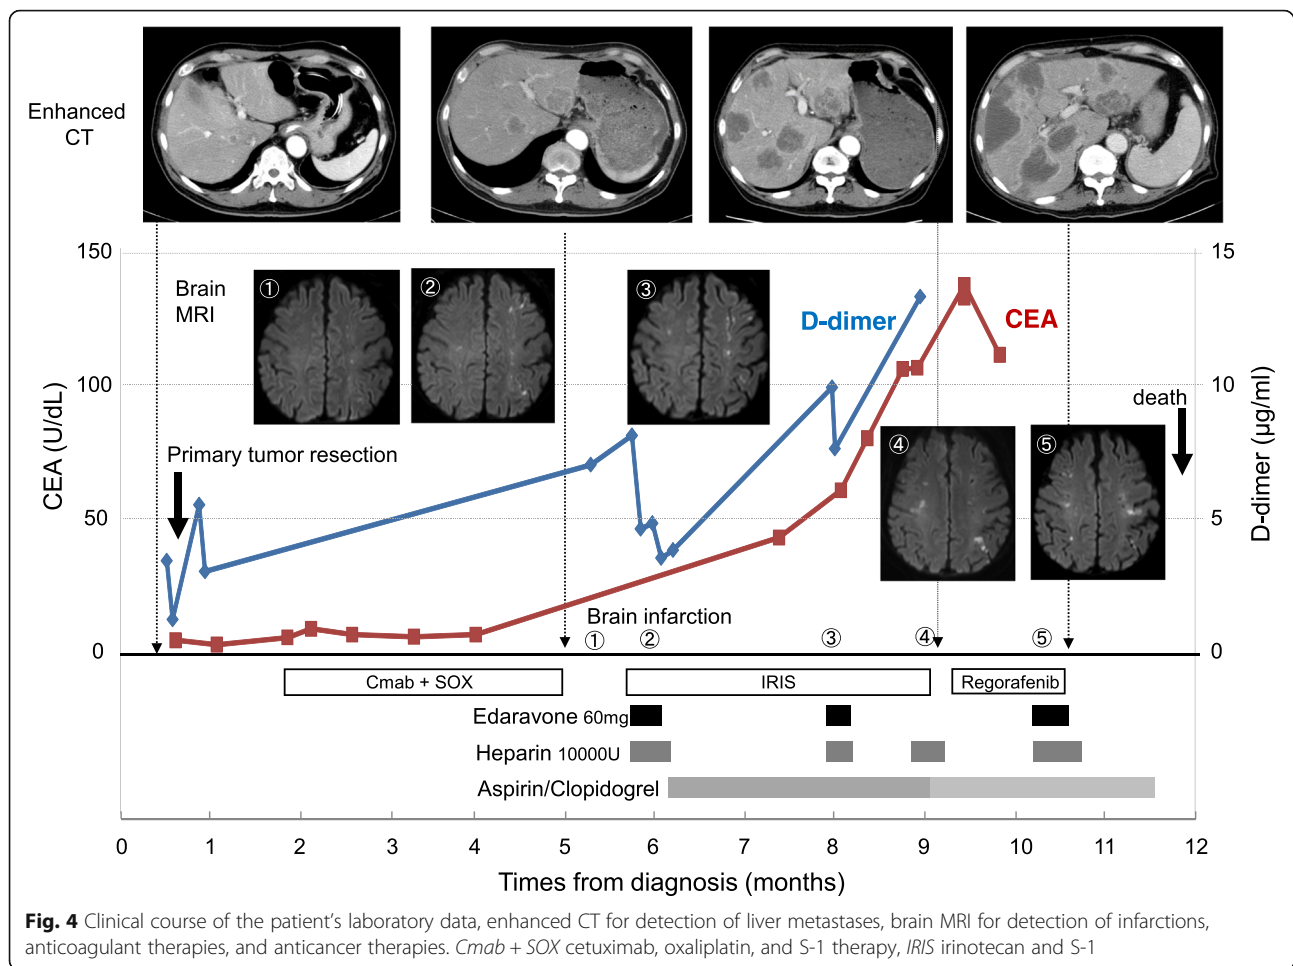 Enhanced
CT
150
15
Brain
MRI
①
②
③
D-dimer
CEA
100
10
death
④
⑤
Primary tumor resection
CEA (U/dL)
D-dimer (µg/ml)
50
5
Brain infarction
①
②
③
④
⑤
0
0
Cmab + SOX
IRIS
Regorafenib
Edaravone 60mg
Heparin 10000U
Aspirin/Clopidogrel
0 1 2 3 4 5 6 7 8 9 10 11 12
Times from diagnosis (months)
Fig. 4 Clinical course of the patient's laboratory data, enhanced CT for detection of liver metastases, brain MRI for detection of infarctions,
anticoagulant therapies, and anticancer therapies. Cmab + SOX cetuximab, oxaliplatin, and S-1 therapy, IRIS irinotecan and S-1